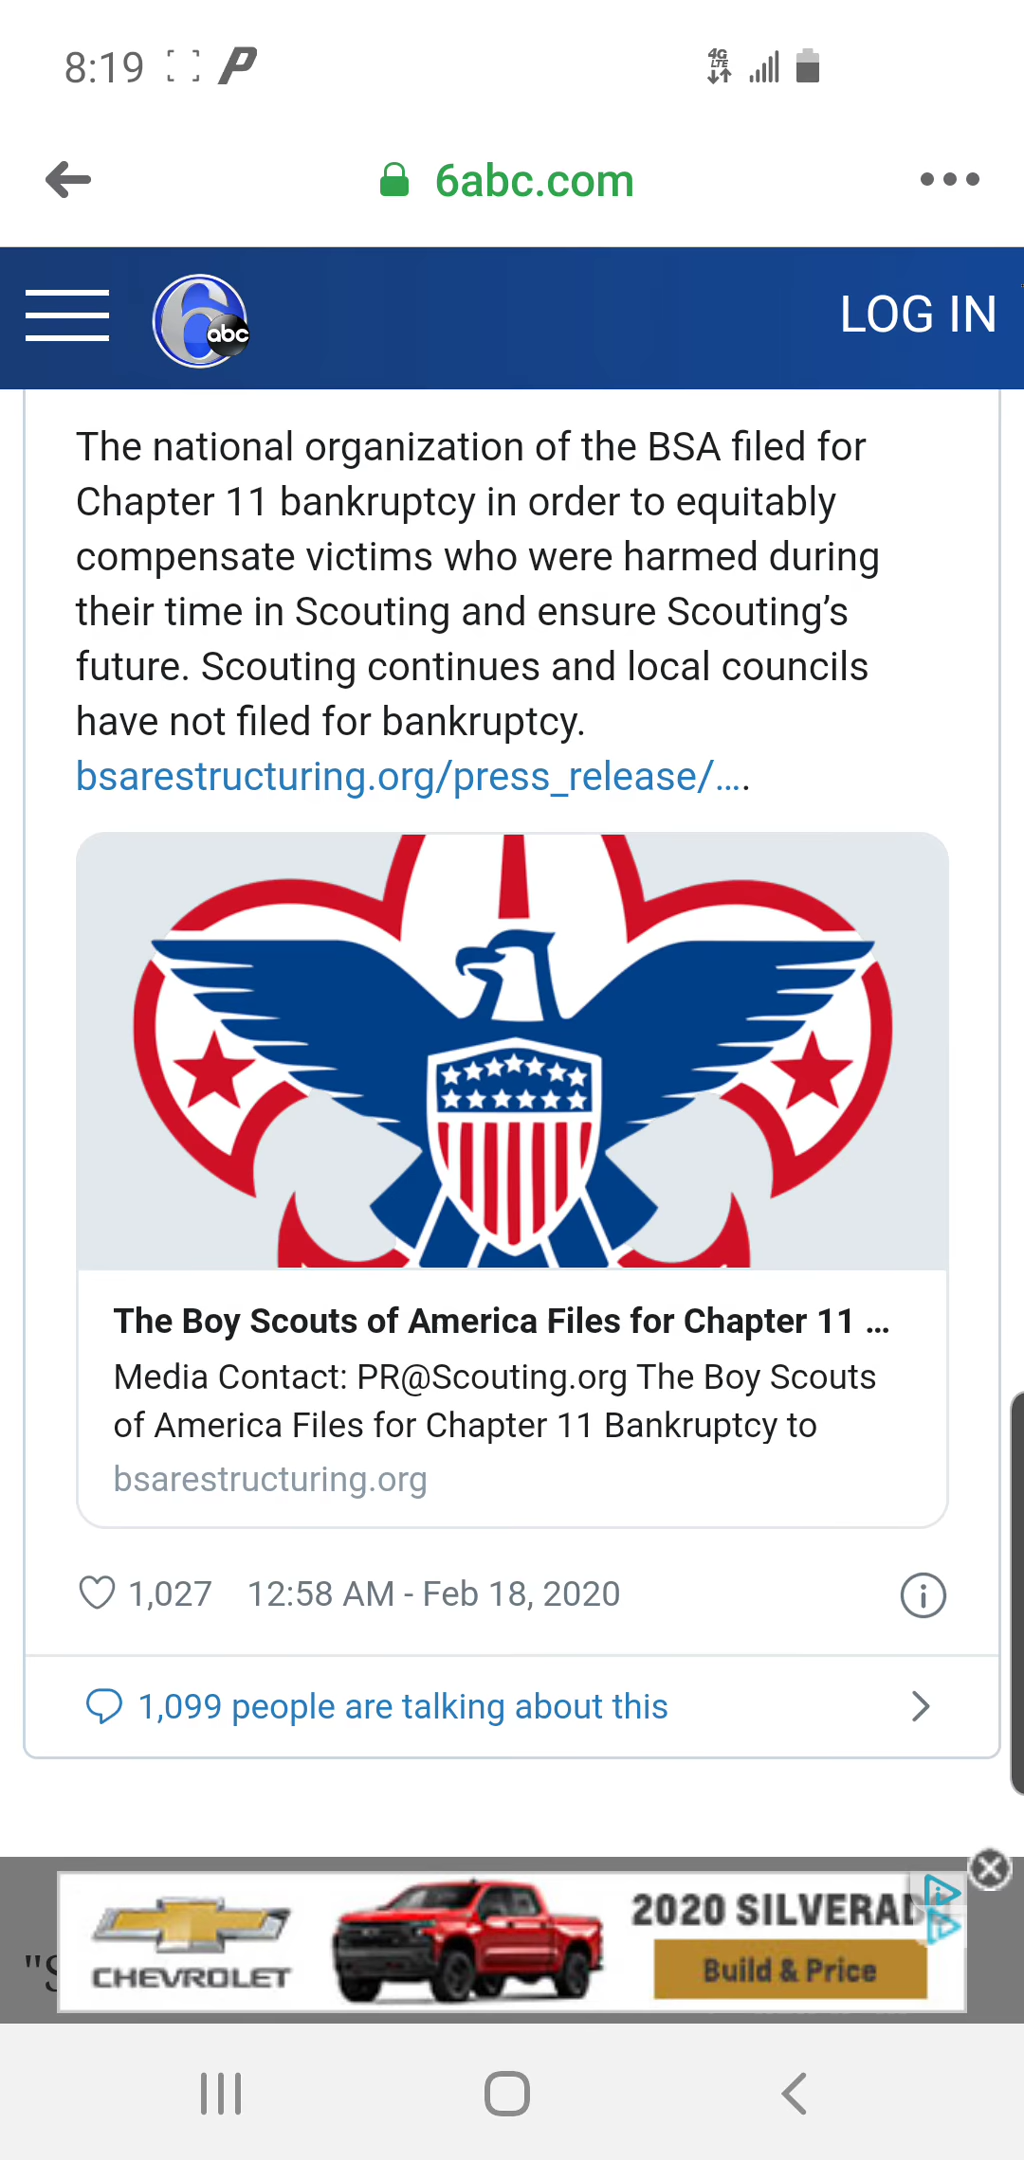 8:19
4G
LTE
6abc.com
abc
LOG IN
The national organization of the BSA filed for
Chapter 11 bankruptcy in order to equitably
compensate victims who were harmed during
their time in Scouting and ensure Scouting’s
future. Scouting continues and local councils
have not filed for bankruptcy.
bsarestructuring.org/press_release/….
The Boy Scouts of America Files for Chapter 11 ...
Media Contact: PR@Scouting.org The Boy Scouts
of America Files for Chapter 11 Bankruptcy to
bsarestructuring.org
1,027 12:58 AM - Feb 18, 2020
1,099 people are talking about this
CHEVROLET
2020 SILVERAD
Build & Price
"S